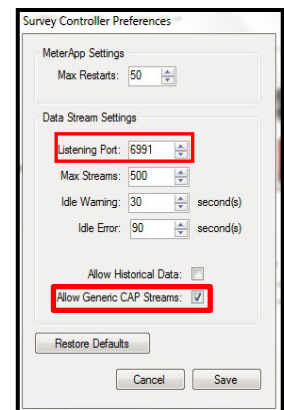 Survey Controller Preferences
MeterApp Settings
Max Restarts: 50
Data Stream Settings
Listening Port: 6991
Max Streams: 500
Idle Warning: 30 second(s)
Idle Error: 90 second(s)
Allow Historical Data:
Allow Generic CAP Streams:
Restore Defaults
Cancel Save